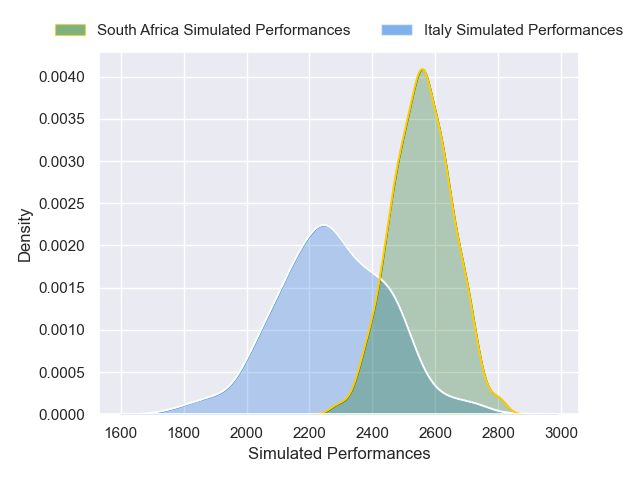 South Africa Simulated Performances Italy Simulated Performances
0.0040
0.0035
0.0030
0.0025
0.0020
0.0015
0.0010
0.0005
0.0000
Density
1600 1800 2000 2200 2400 2600 2800 3000
Simulated Performances